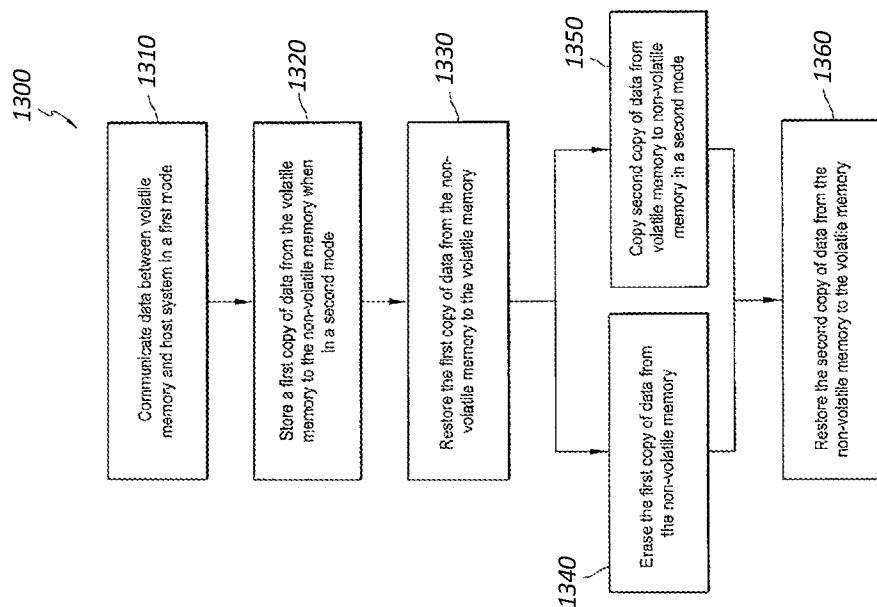 1300
1310
Communicate data between volatile
memory and host system in a first mode
1320
Store a first copy of data from the volatile
memory to the non-volatile memory when
in a second mode
1330
Restore the first copy of data from the non-
volatile memory to the volatile memory
1340
Erase the first copy of data from
the non-volatile memory
1350
Copy second copy of data from
volatile memory to non-volatile
memory in a second mode
1360
Restore the second copy of data from the
non-volatile memory to the volatile memory